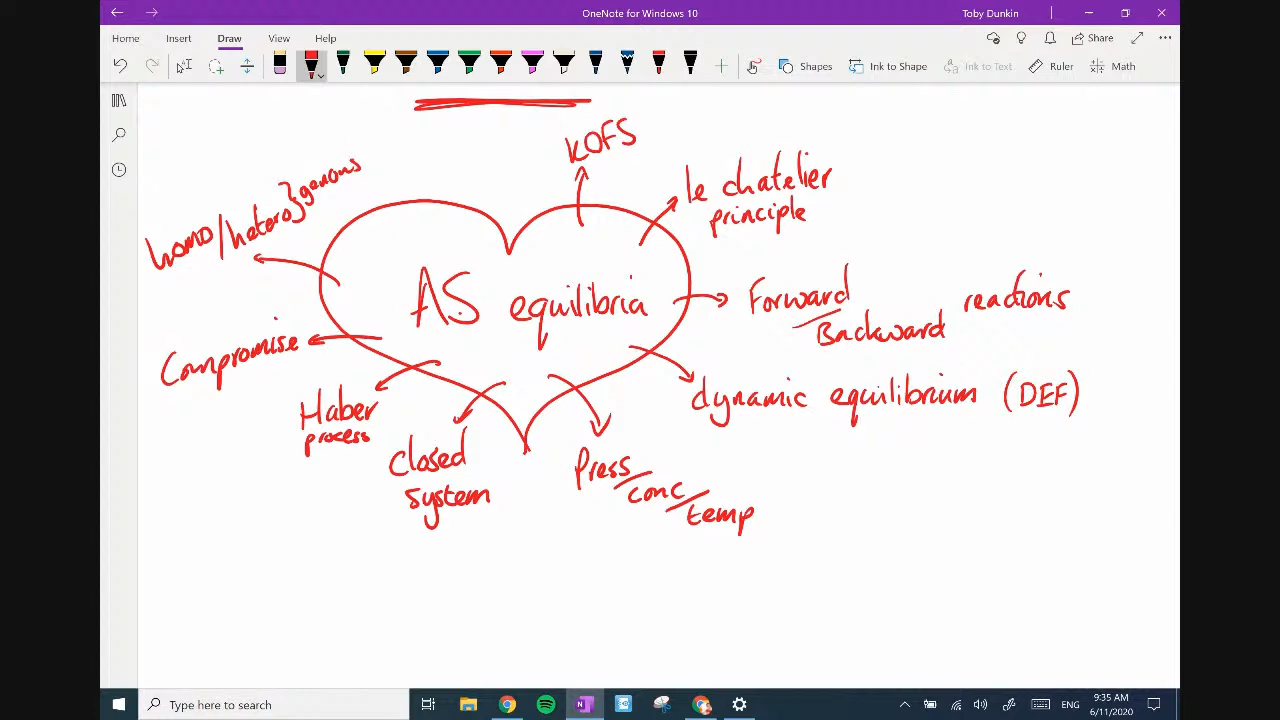 OneNote for Windows 10
Toby Dunkin
Home Insert Draw View Help
Share
Shapes Ink to Shape Ink to Text Ruler Math
KOFS
le chatelier
principle
homo/hetero}genous
AS equilibria
Forward/Backward reactions
Compromise
dynamic equilibrium (DEF)
Haber
process
Closed
system
Press/conc/temp
Type here to search
ENG
9:35 AM
6/11/2020